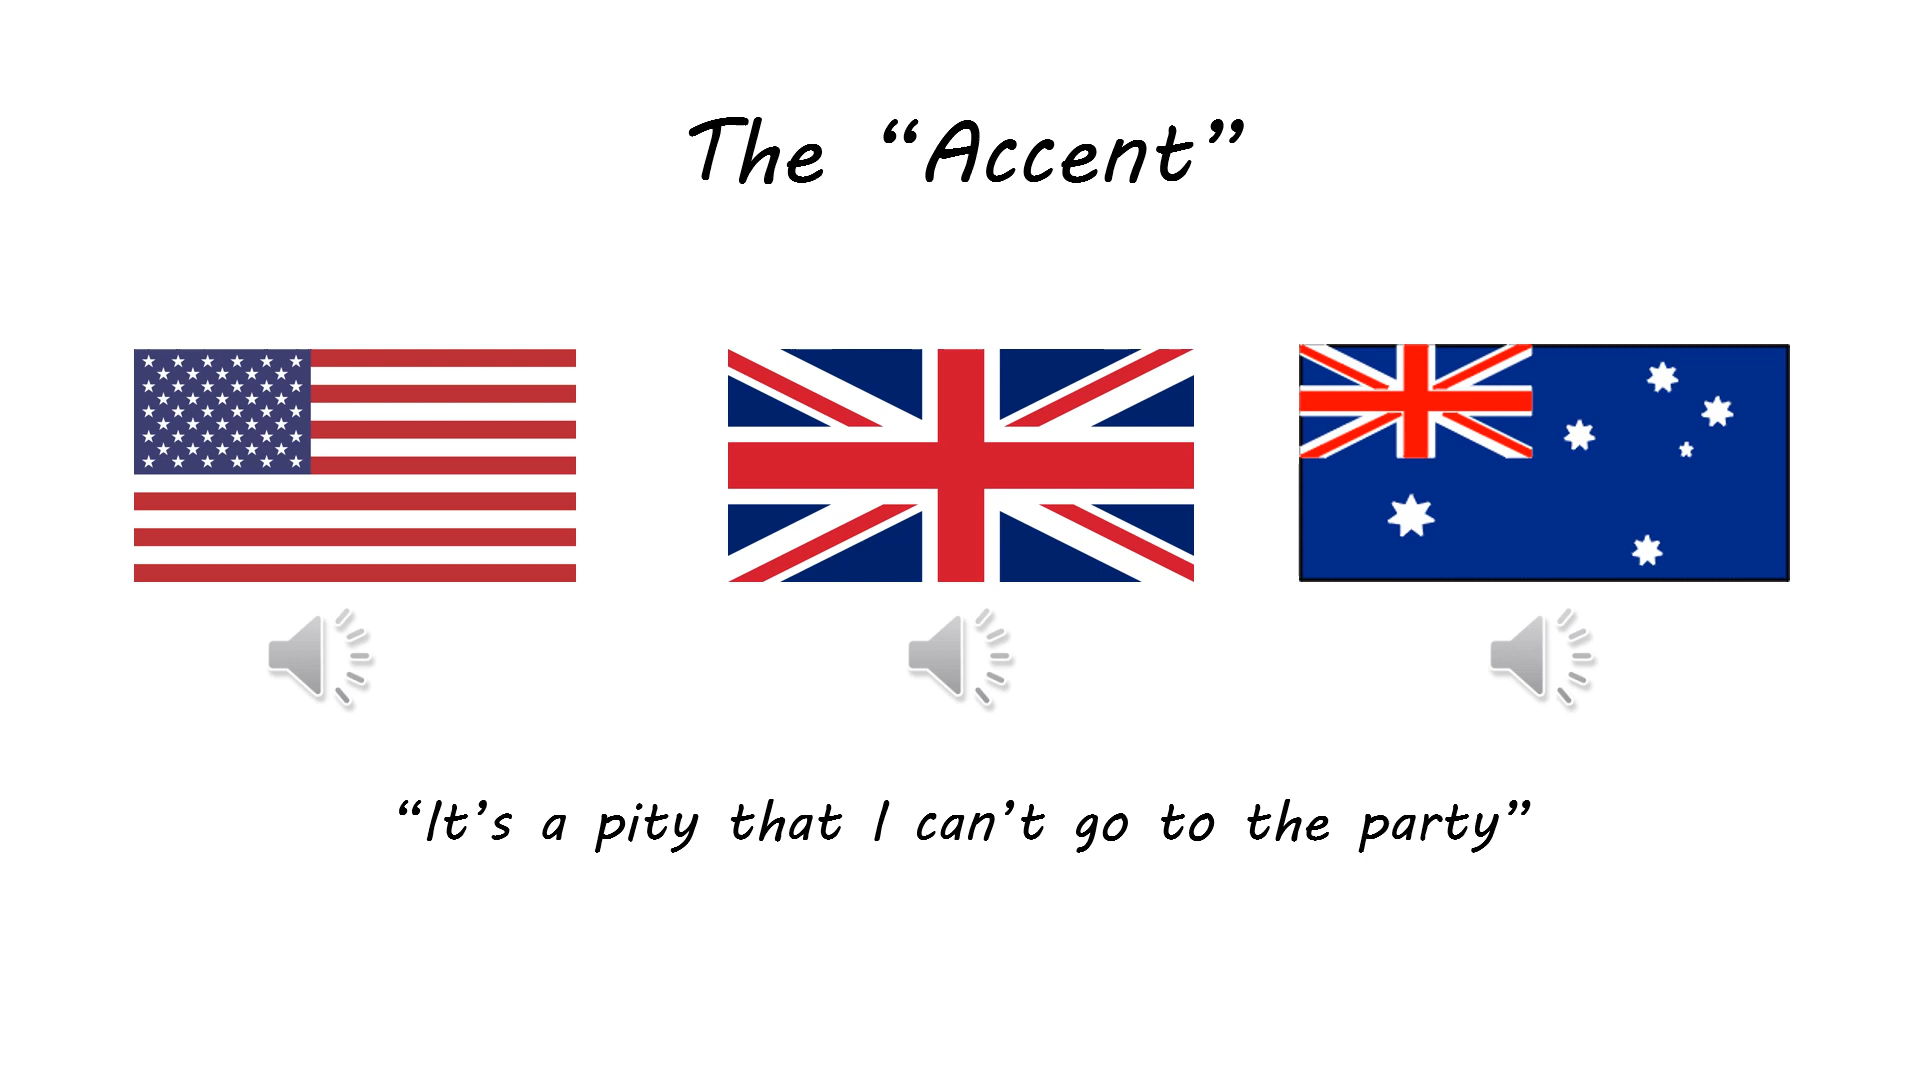 The “Accent”
“It’s a pity that I can’t go to the party”